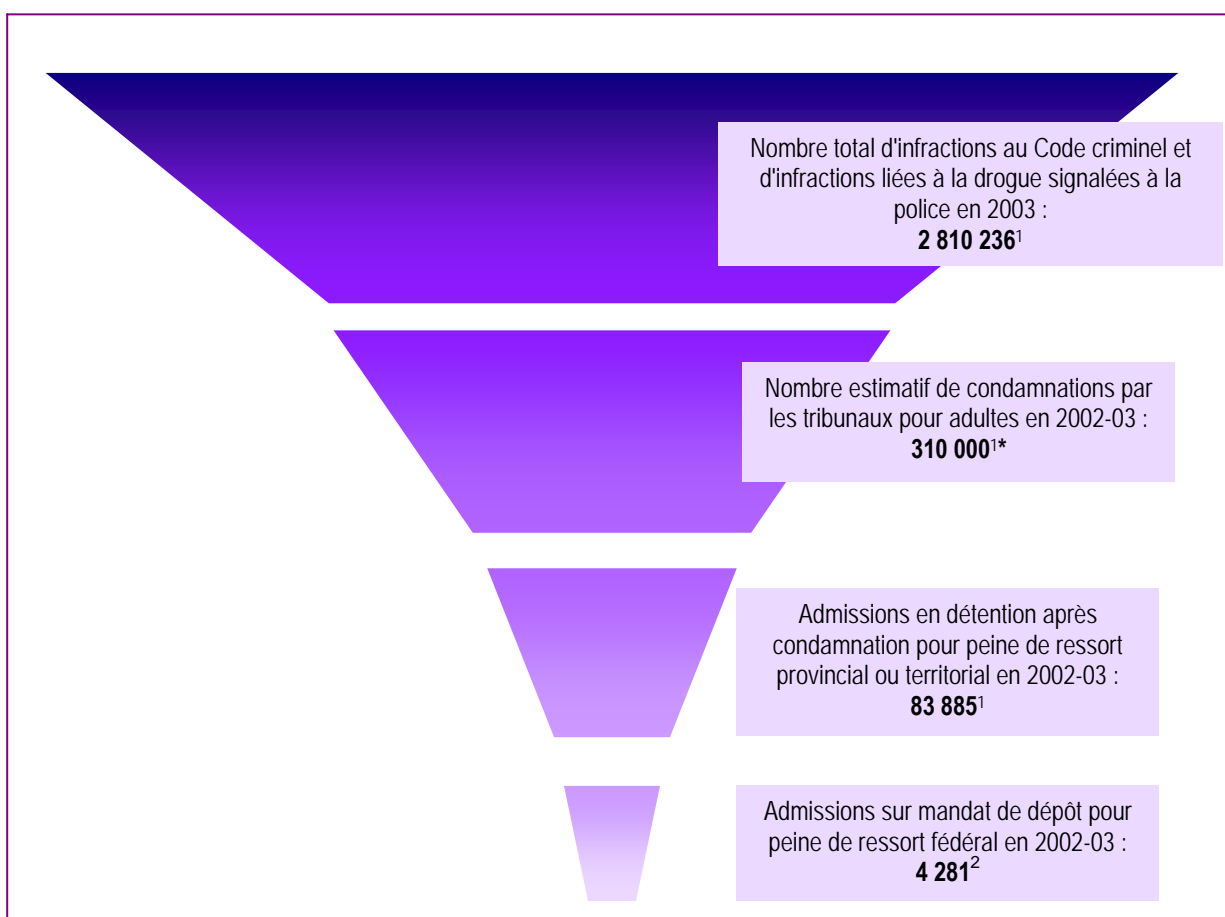 Nombre total d'infractions au Code criminel et
d'infractions liées à la drogue signalées à la
police en 2003 :
2 810 236¹
Nombre estimatif de condamnations par
les tribunaux pour adultes en 2002-03 :
310 000¹*
Admissions en détention après
condamnation pour peine de ressort
provincial ou territorial en 2002-03 :
83 885¹
Admissions sur mandat de dépôt pour
peine de ressort fédéral en 2002-03 :
4 281²